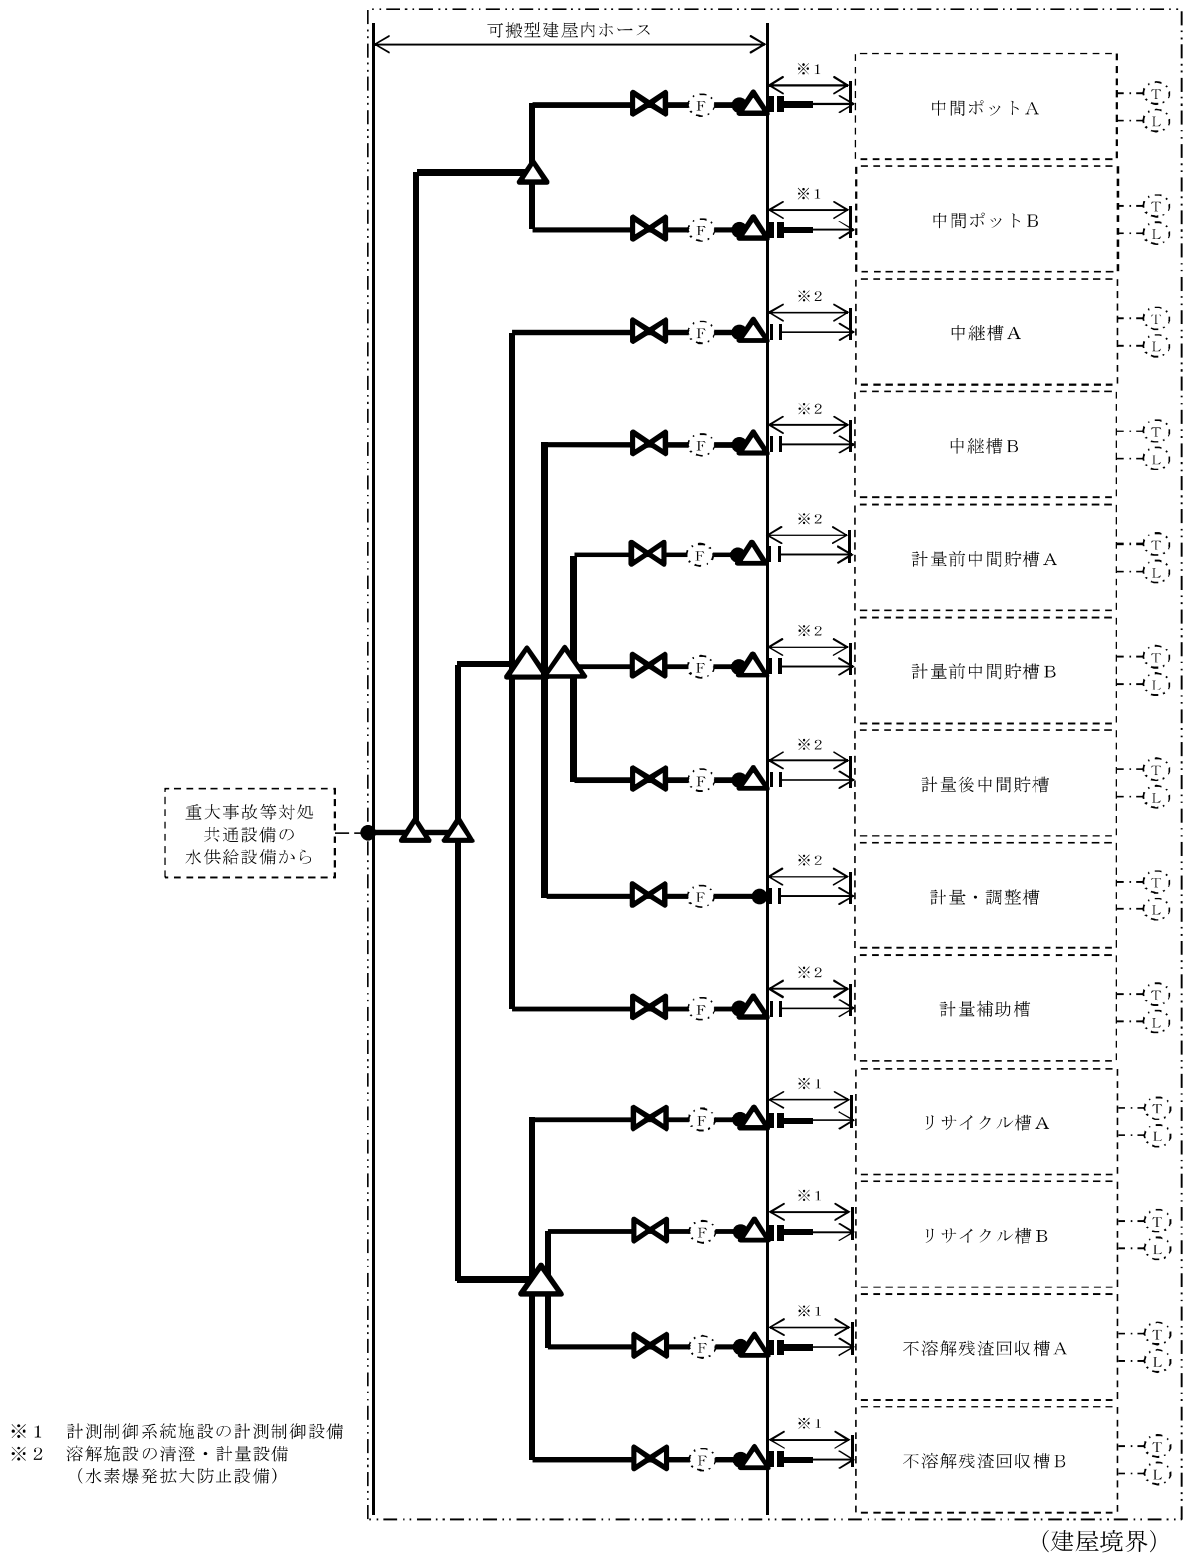 可搬型建屋内ホース
※1
F
中間ポットA
T
L
※1
F
中間ポットB
T
L
※2
F
中継槽A
T
L
※2
F
中継槽B
T
L
※2
F
計量前中間貯槽A
T
L
※2
F
計量前中間貯槽B
T
L
※2
F
計量後中間貯槽
T
L
重大事故等対処
共通設備の
水供給設備から
※2
F
計量・調整槽
T
L
※2
F
計量補助槽
T
L
※1
F
リサイクル槽A
T
L
※1
F
リサイクル槽B
T
L
※1
F
不溶解残渣回収槽A
T
L
※1
F
不溶解残渣回収槽B
T
L
※1 計測制御系統施設の計測制御設備
※2 溶解施設の清澄・計量設備
（水素爆発拡大防止設備）
（建屋境界）